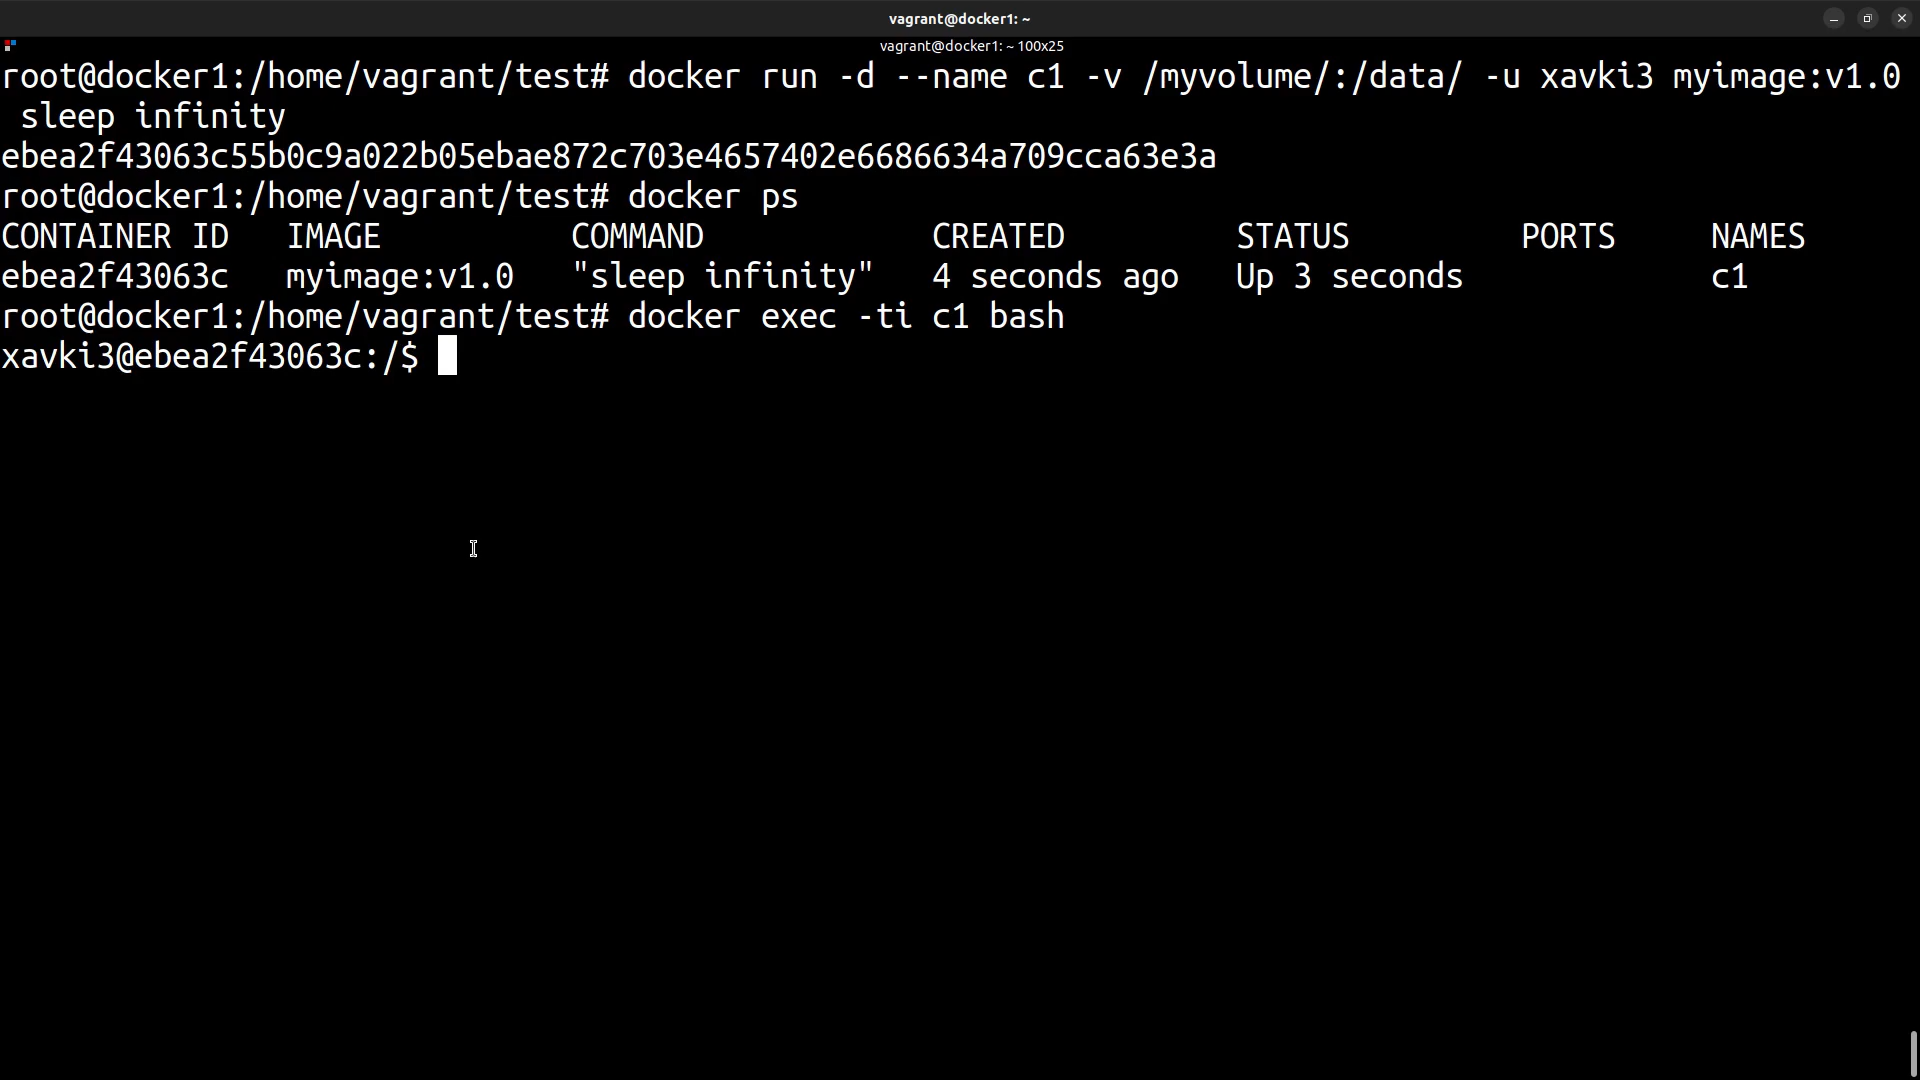 vagrant@docker1: ~
vagrant@docker1: ~ 100x25
root@docker1:/home/vagrant/test# docker run -d --name c1 -v /myvolume/:/data/ -u xavki3 myimage:v1.0
 sleep infinity
ebea2f43063c55b0c9a022b05ebae872c703e4657402e6686634a709cca63e3a
root@docker1:/home/vagrant/test# docker ps
CONTAINER ID   IMAGE          COMMAND            CREATED         STATUS         PORTS     NAMES
ebea2f43063c   myimage:v1.0   "sleep infinity"   4 seconds ago   Up 3 seconds             c1
root@docker1:/home/vagrant/test# docker exec -ti c1 bash
xavki3@ebea2f43063c:/$